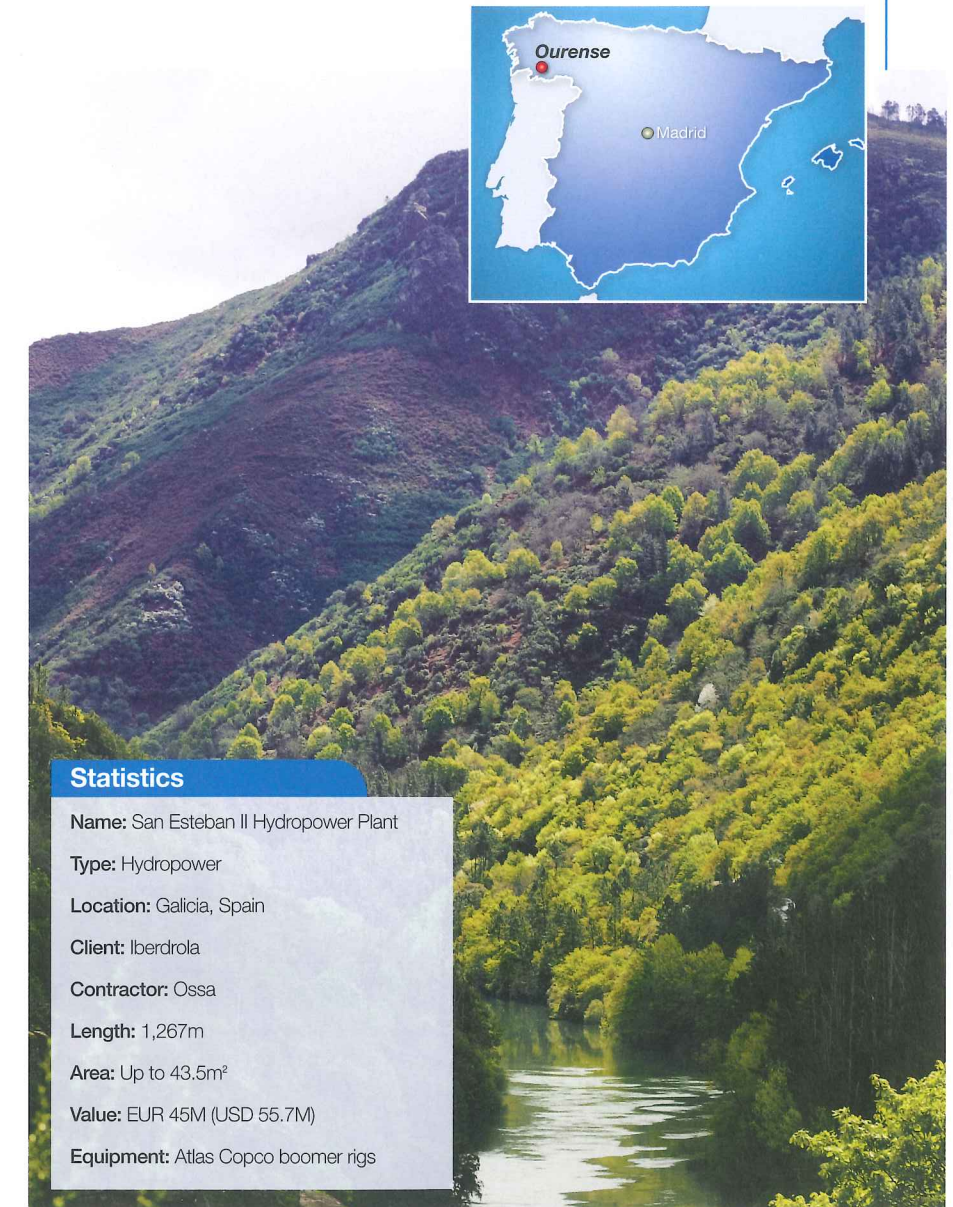 Ourense
Madrid
Statistics
Name: San Esteban II Hydropower Plant
Type: Hydropower
Location: Galicia, Spain
Client: Iberdrola
Contractor: Ossa
Length: 1,267m
Area: Up to 43.5m²
Value: EUR 45M (USD 55.7M)
Equipment: Atlas Copco boomer rigs